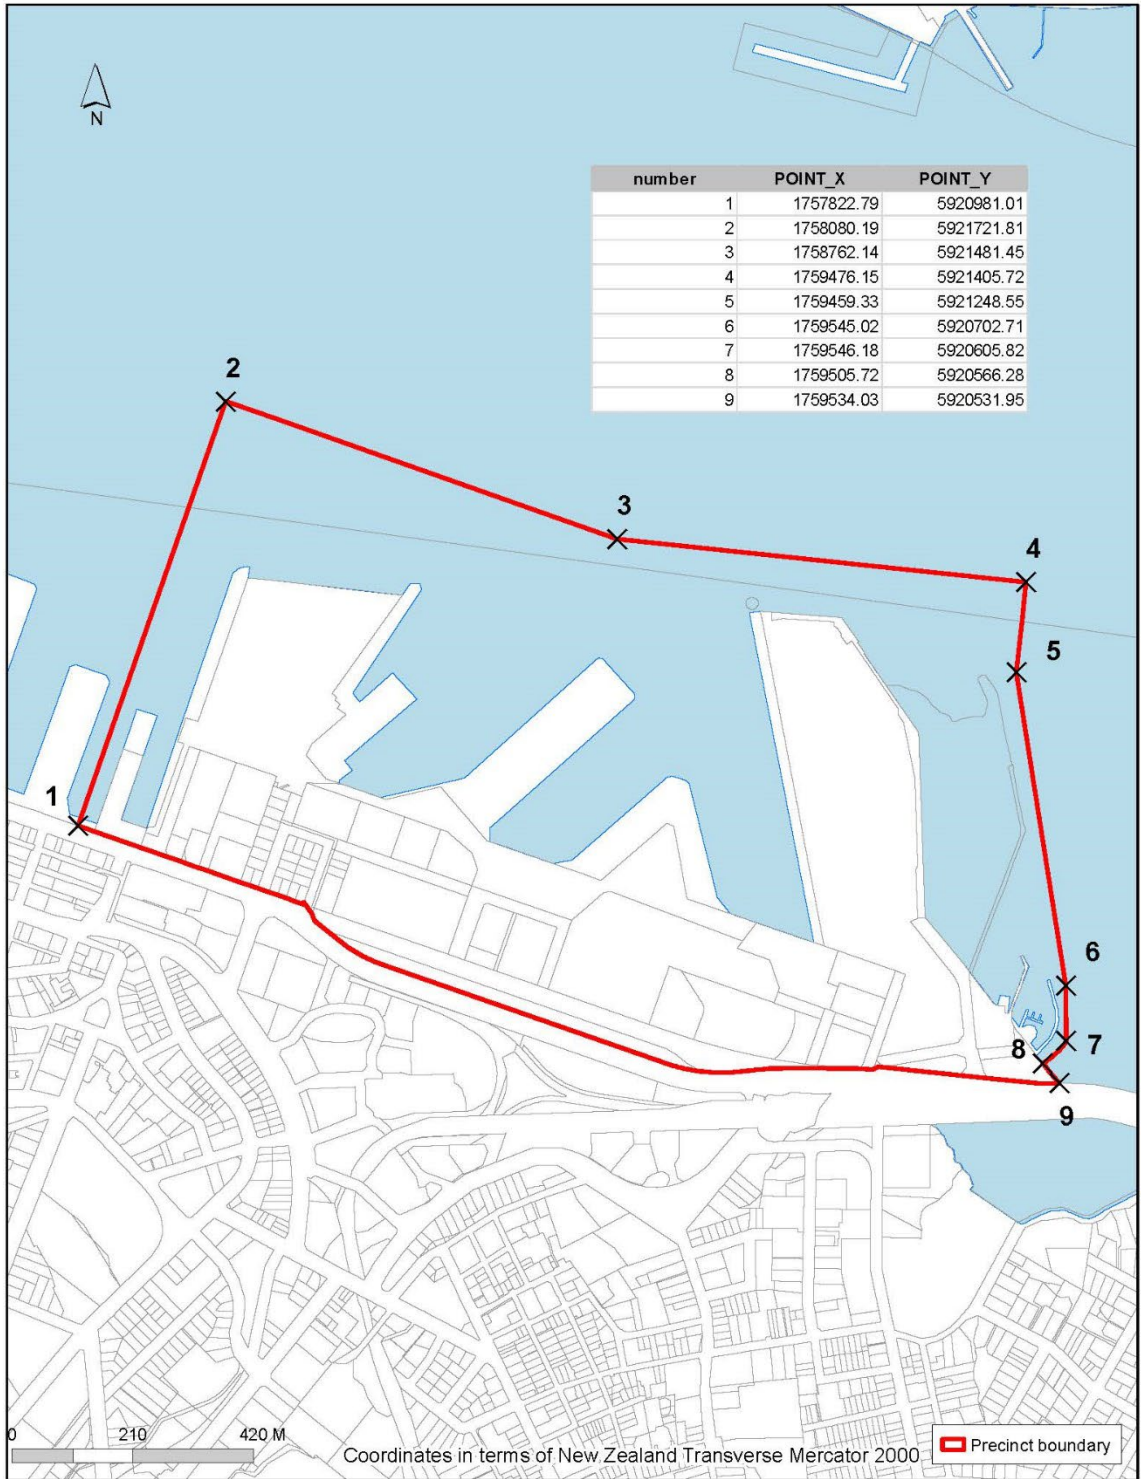 N
number POINT_X POINT_Y
1 1757822.79 5920981.01
2 1758080.19 5921721.81
3 1758762.14 5921481.45
4 1759476.15 5921405.72
5 1759459.33 5921248.55
6 1759545.02 5920702.71
7 1759546.18 5920605.82
8 1759505.72 5920566.28
9 1759534.03 5920531.95
2
3
4
5
1
6
7
8
9
0 210 420 M
Coordinates in terms of New Zealand Transverse Mercator 2000
Precinct boundary